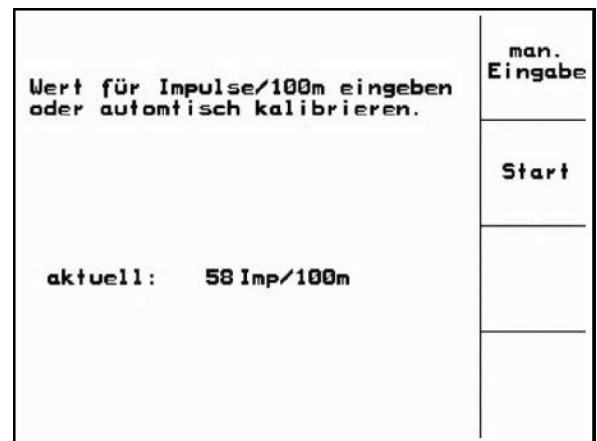 Wert für Impulse/100m eingeben
oder automtisch kalibrieren.
aktuell: 58 Imp/100m
man.
Eingabe
Start